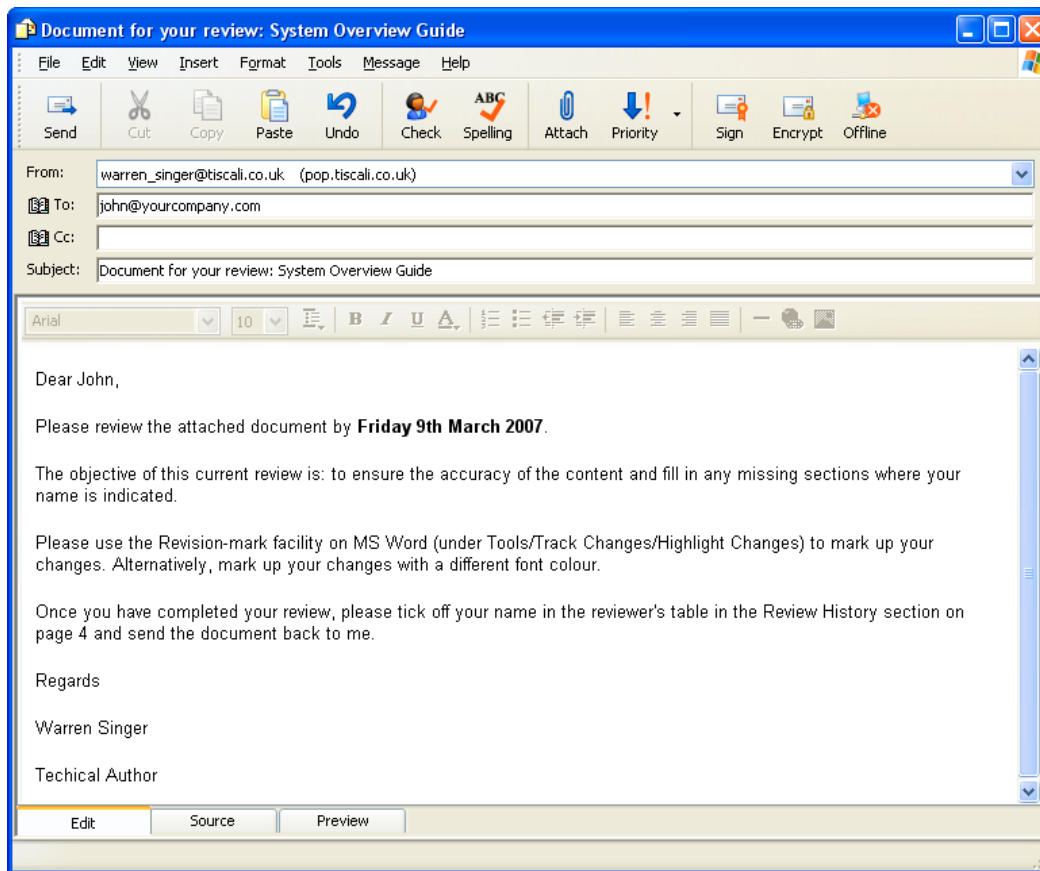 Document for your review: System Overview Guide
File Edit View Insert Format Tools Message Help
ABC
Send Cut Copy Paste Undo Check Spelling Attach Priority Sign Encrypt Offline
From: warren_singer@tiscali.co.uk (pop.tiscali.co.uk)
To: john@yourcompany.com
Cc:
Subject: Document for your review: System Overview Guide
Arial 10 B I U A
Dear John,
Please review the attached document by Friday 9th March 2007.
The objective of this current review is: to ensure the accuracy of the content and fill in any missing sections where your
name is indicated.
Please use the Revision-mark facility on MS Word (under Tools/Track Changes/Highlight Changes) to mark up your
changes. Alternatively, mark up your changes with a different font colour.
Once you have completed your review, please tick off your name in the reviewer's table in the Review History section on
page 4 and send the document back to me.
Regards
Warren Singer
Techical Author
Edit Source Preview